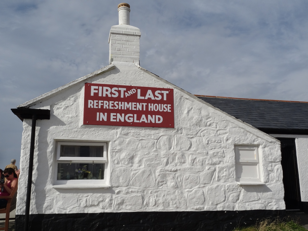 FIRST AND LAST
REFRESHMENT HOUSE
IN ENGLAND